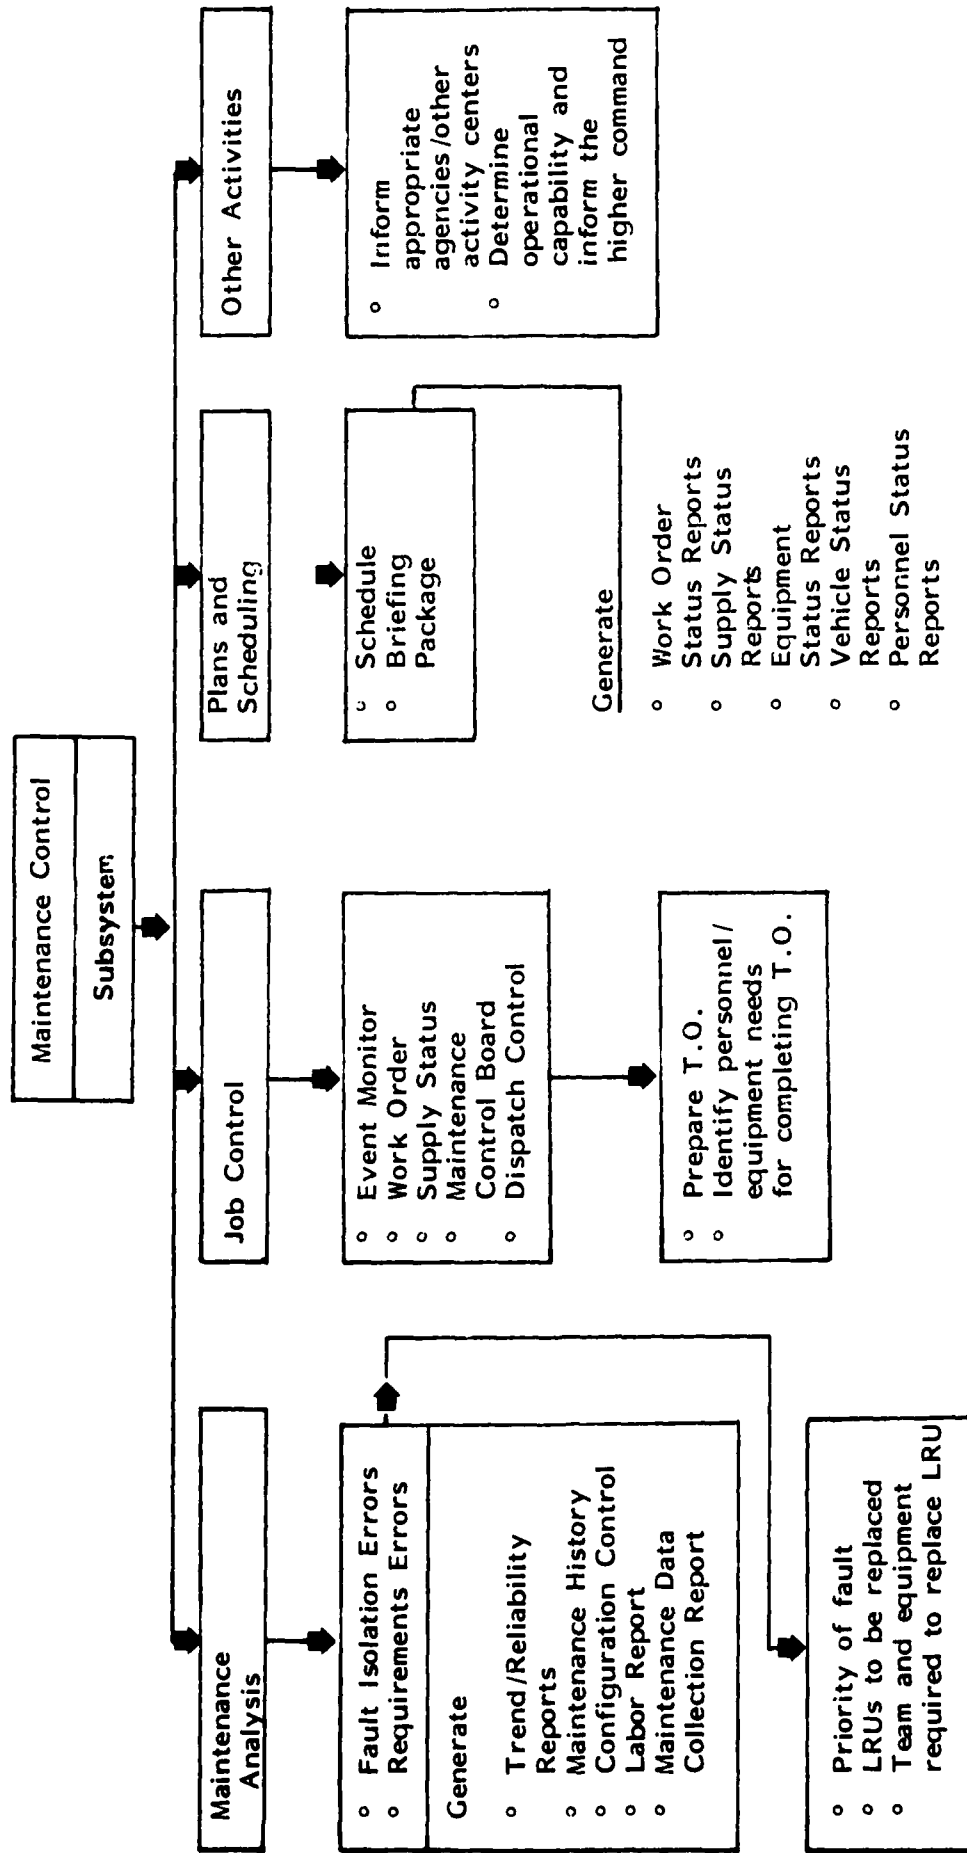 Maintenance Control
Subsystem
Maintenance
Analysis
○ Fault Isolation Errors
○ Requirements Errors
Generate
○ Trend/Reliability
Reports
○ Maintenance History
○ Configuration Control
○ Labor Report
○ Maintenance Data
Collection Report
○ Priority of fault
○ LRUs to be replaced
○ Team and equipment
required to replace LRU
Job Control
○ Event Monitor
○ Work Order
○ Supply Status
○ Maintenance
Control Board
○ Dispatch Control
○ Prepare T.O.
○ Identify personnel/
equipment needs
for completing T.O.
Plans and
Scheduling
○ Schedule
○ Briefing
Package
Generate
○ Work Order
Status Reports
○ Supply Status
Reports
○ Equipment
Status Reports
○ Vehicle Status
Reports
○ Personnel Status
Reports
Other Activities
○ Inform
appropriate
agencies/other
activity centers
○ Determine
operational
capability and
inform the
higher command